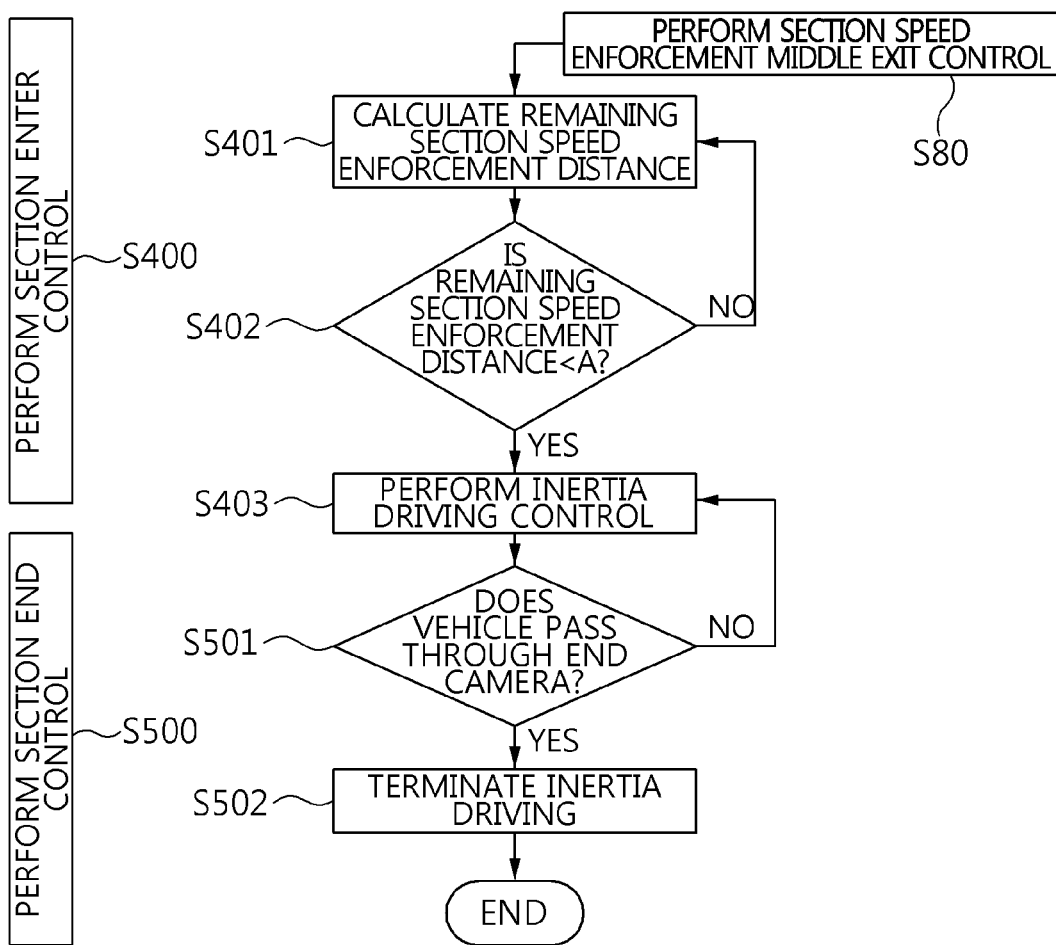 PERFORM SECTION SPEED
ENFORCEMENT MIDDLE EXIT CONTROL
S80
PERFORM SECTION ENTER
CONTROL
S400
S401
CALCULATE REMAINING
SECTION SPEED
ENFORCEMENT DISTANCE
S402
IS
REMAINING
SECTION SPEED
ENFORCEMENT
DISTANCE<A?
NO
YES
S403
PERFORM INERTIA
DRIVING CONTROL
PERFORM SECTION END
CONTROL
S500
S501
DOES
VEHICLE PASS
THROUGH END
CAMERA?
NO
YES
S502
TERMINATE INERTIA
DRIVING
END